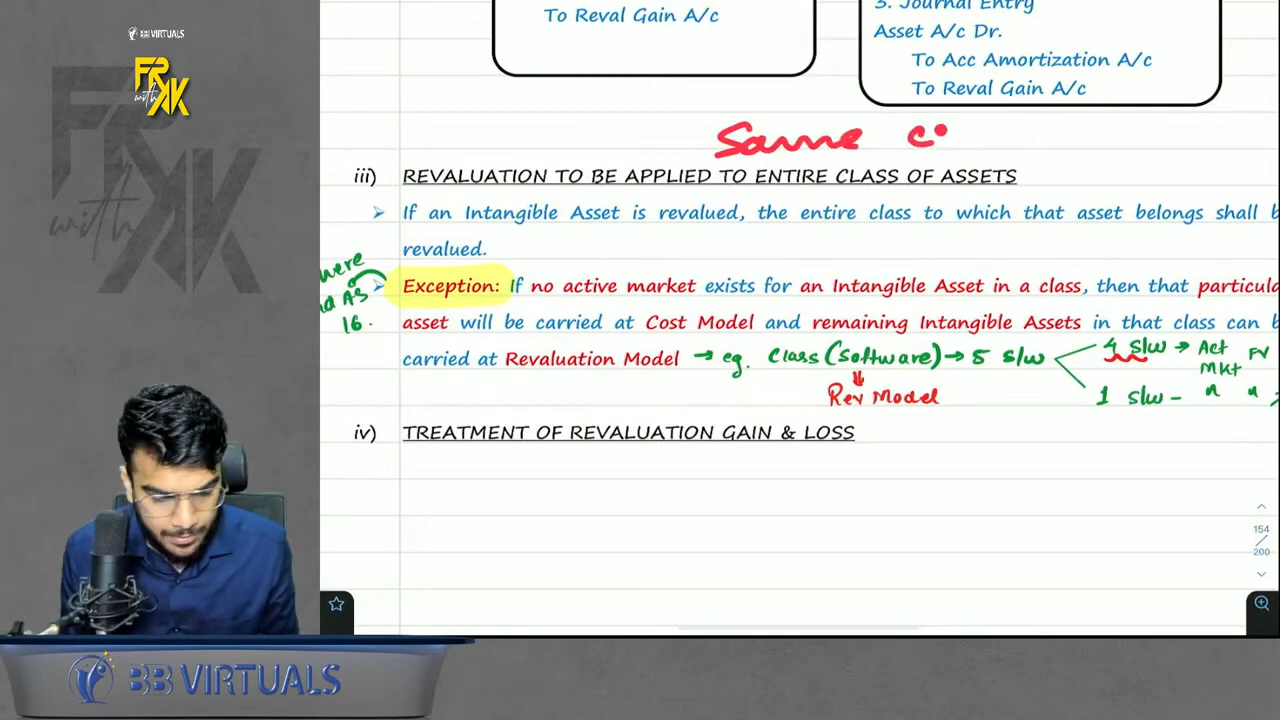 BB VIRTUALS
FR
with
AK
To Reval Gain A/c
3. Journal Entry
Asset A/c Dr.
To Acc Amortization A/c
To Reval Gain A/c
Same
iii) REVALUATION TO BE APPLIED TO ENTIRE CLASS OF ASSETS
➢ If an Intangible Asset is revalued, the entire class to which that asset belongs shall b
revalued.
➢ Exception: If no active market exists for an Intangible Asset in a class, then that particula
asset will be carried at Cost Model and remaining Intangible Assets in that class can b
carried at Revaluation Model → eg. Class (Software) → 5 S/w
4 S/w → Act FV
Mkt
1 S/w -
Rev Model
AS
16.
iv) TREATMENT OF REVALUATION GAIN & LOSS
154
200
BB VIRTUALS